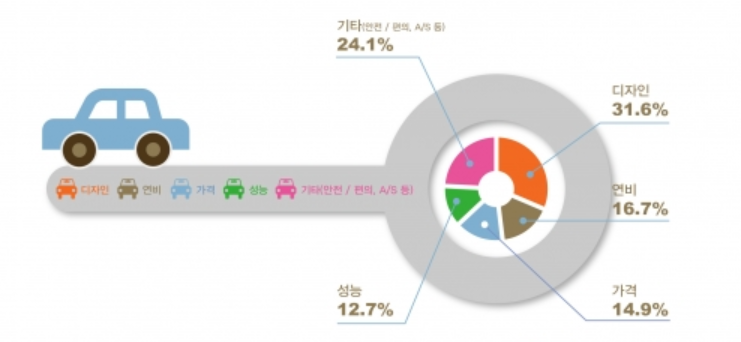 기타(안전 / 편의, A/S 등)
24.1%
디자인
31.6%
디자인 연비 가격 성능 기타(안전 / 편의, A/S 등)
연비
16.7%
성능
12.7%
가격
14.9%